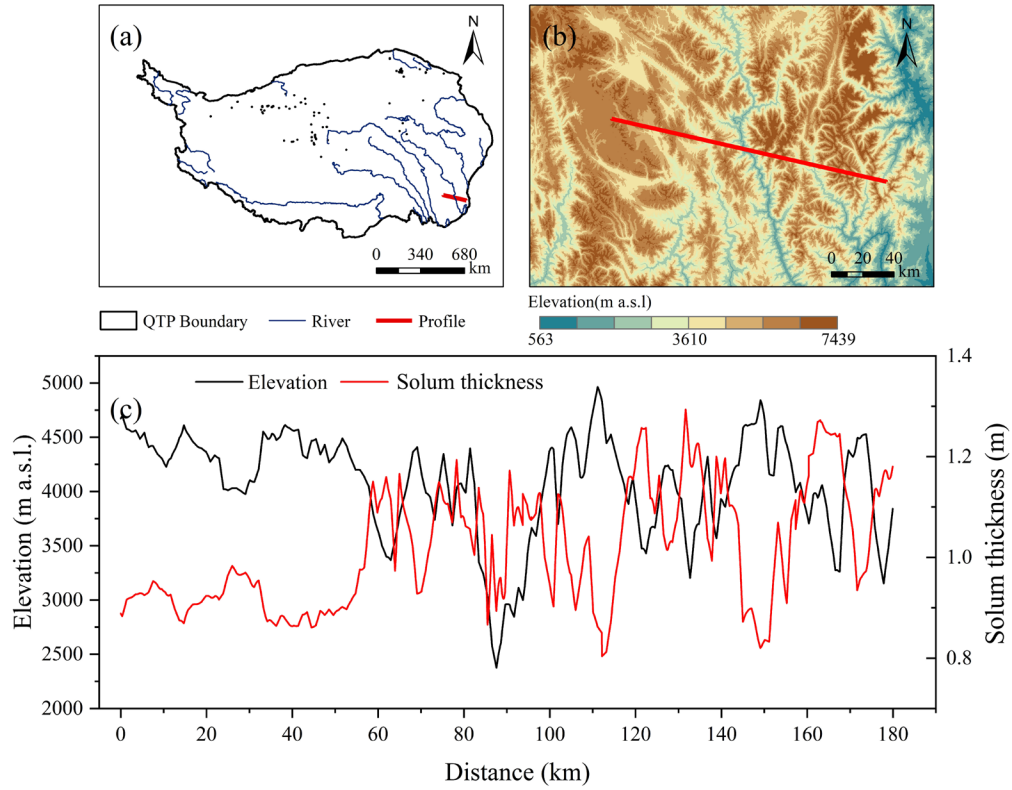 (a)
N
0 340 680
km
(b)
N
0 20 40
km
QTP Boundary River Profile
Elevation(m a.s.l)
563 3610 7439
(c)
Elevation Solum thickness
5000
4500
4000
3500
3000
2500
2000
Elevation (m a.s.l.)
1.4
1.2
1.0
0.8
Solum thickness (m)
0 20 40 60 80 100 120 140 160 180
Distance (km)